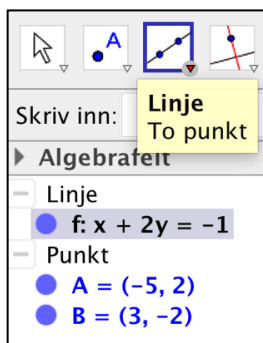 A
Linje
To punkt
Skriv inn:
Algebrafelt
Linje
f: x + 2y = -1
Punkt
A = (-5, 2)
B = (3, -2)